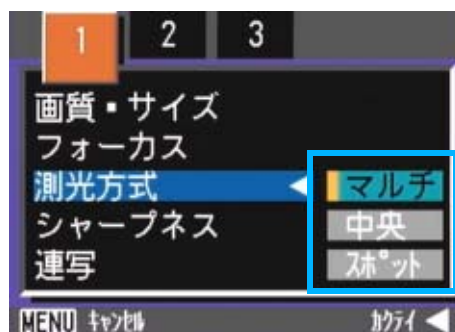 1 2 3
画質・サイズ
フォーカス
測光方式 ◀ マルチ
シャープネス 中央
連写 スポット
MENU キャンセル カクテイ ◀